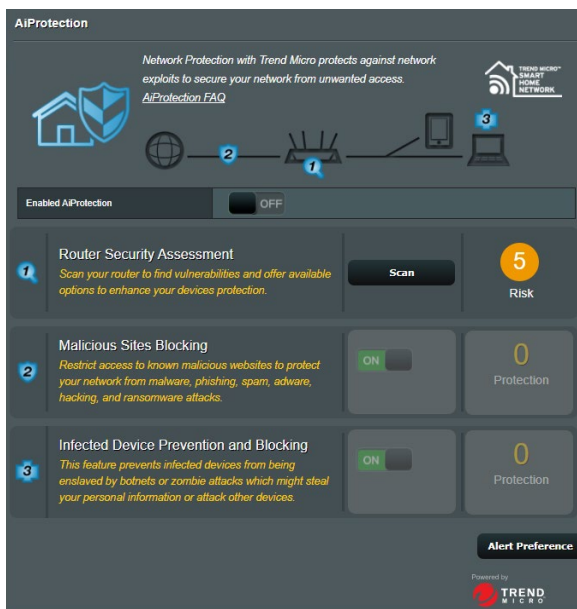 AiProtection
Network Protection with Trend Micro protects against network
exploits to secure your network from unwanted access.
AiProtection FAQ
TREND MICRO™
SMART
HOME
NETWORK
3
2
1
Enabled AiProtection
OFF
1
Router Security Assessment
Scan your router to find vulnerabilities and offer available
options to enhance your devices protection.
Scan
5
Risk
2
Malicious Sites Blocking
Restrict access to known malicious websites to protect
your network from malware, phishing, spam, adware,
hacking, and ransomware attacks.
ON
0
Protection
3
Infected Device Prevention and Blocking
This feature prevents infected devices from being
enslaved by botnets or zombie attacks which might steal
your personal information or attack other devices.
ON
0
Protection
Alert Preference
Powered by
TREND
MICRO